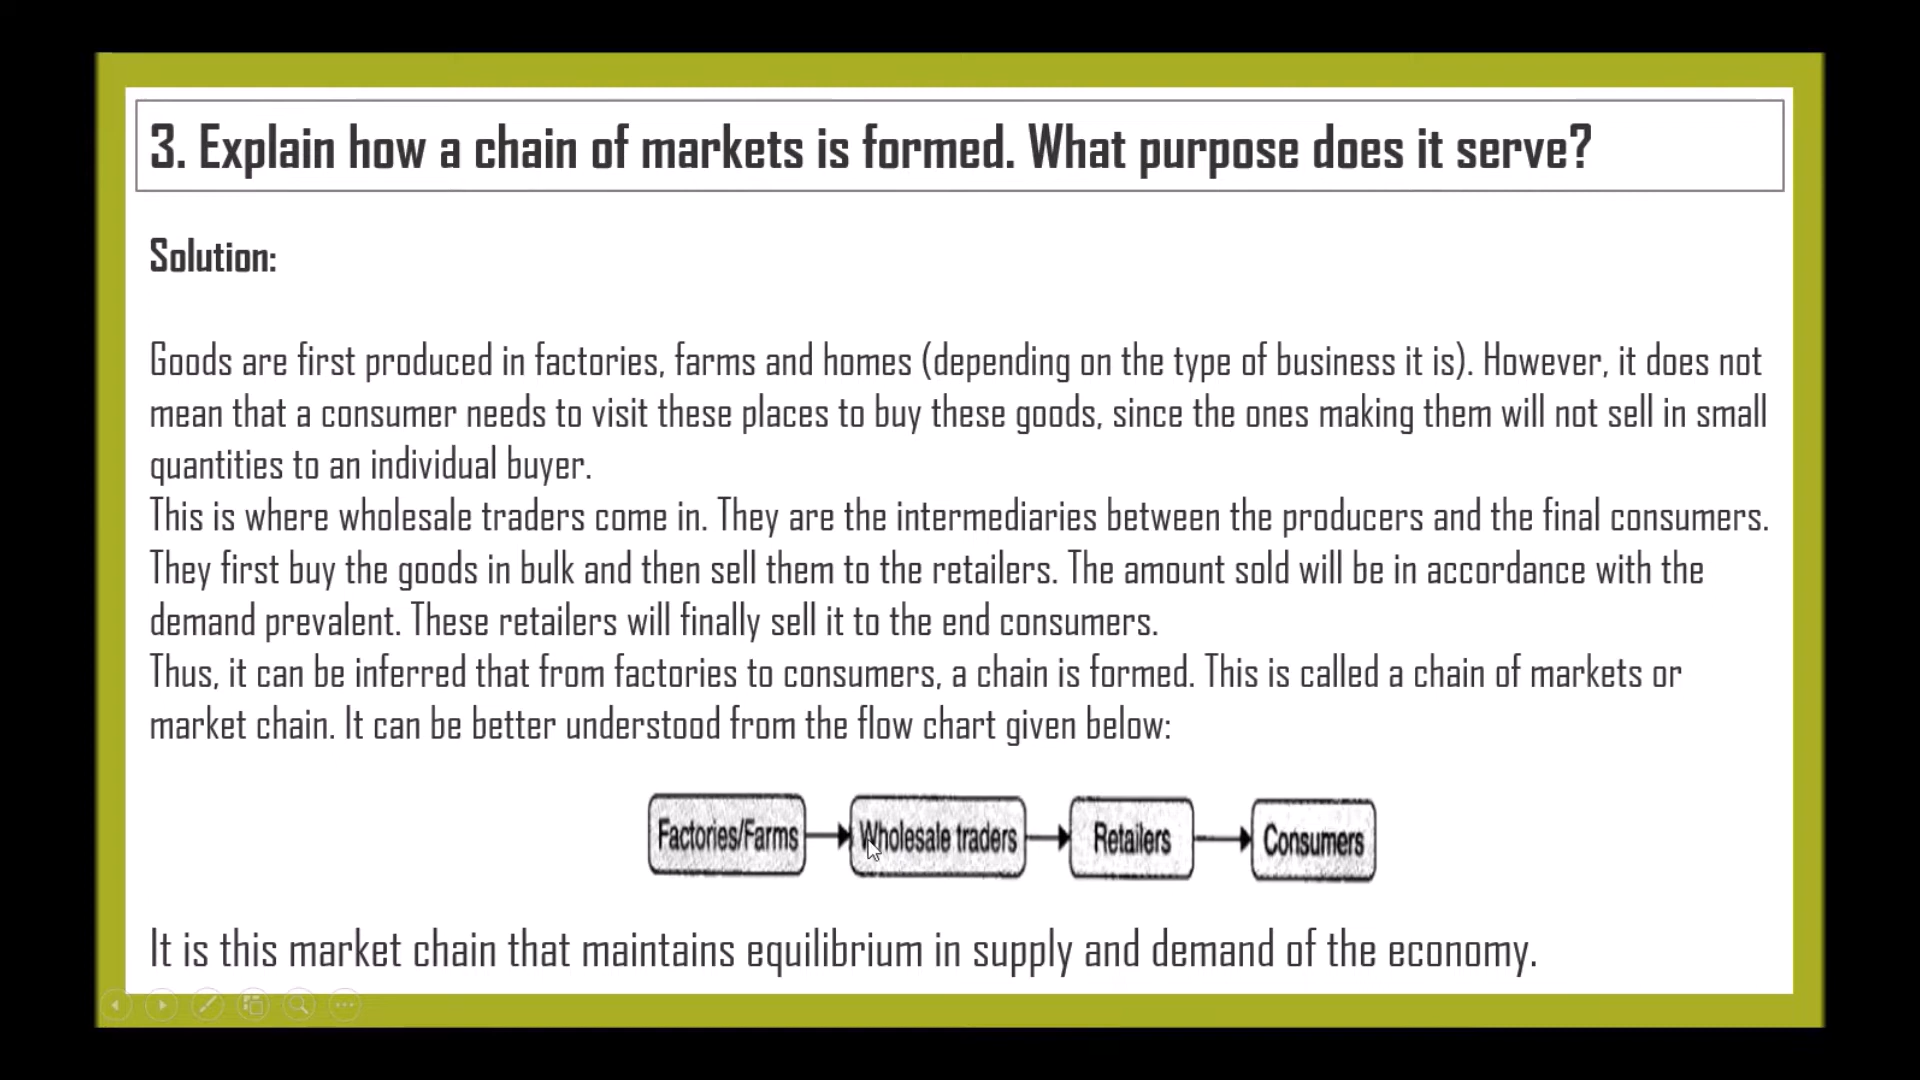 3. Explain how a chain of markets is formed. What purpose does it serve?
Solution:
Goods are first produced in factories, farms and homes (depending on the type of business it is). However, it does not
mean that a consumer needs to visit these places to buy these goods, since the ones making them will not sell in small
quantities to an individual buyer.
This is where wholesale traders come in. They are the intermediaries between the producers and the final consumers.
They first buy the goods in bulk and then sell them to the retailers. The amount sold will be in accordance with the
demand prevalent. These retailers will finally sell it to the end consumers.
Thus, it can be inferred that from factories to consumers, a chain is formed. This is called a chain of markets or
market chain. It can be better understood from the flow chart given below:
Factories/Farms Wholesale traders Retailers Consumers
It is this market chain that maintains equilibrium in supply and demand of the economy.